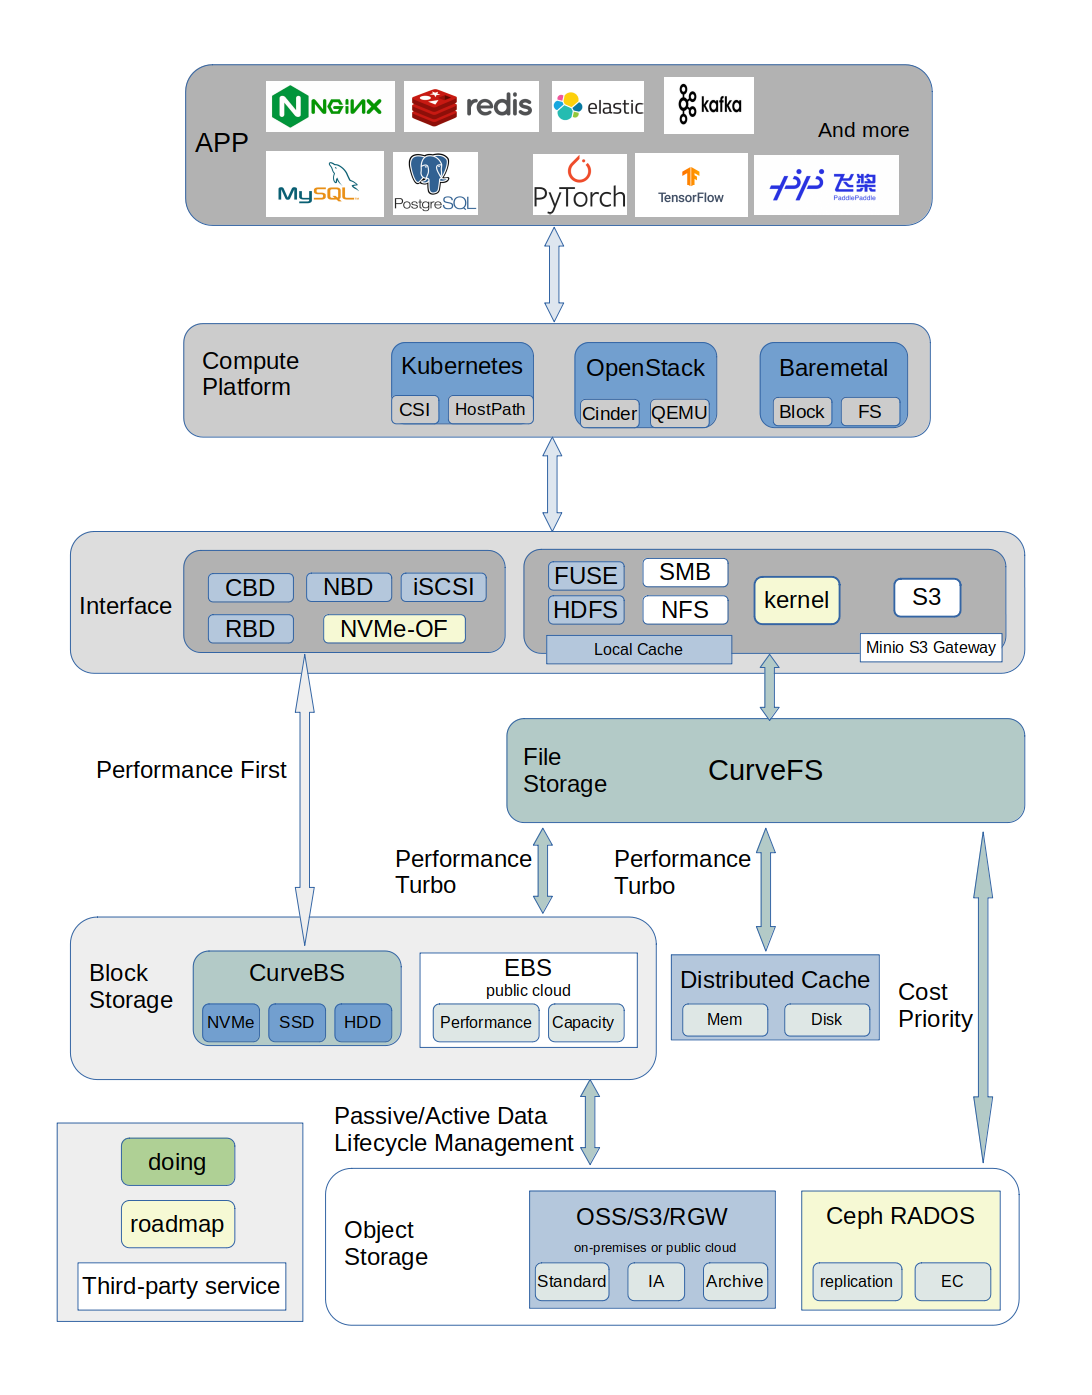 APP
NGINX
redis
elastic
kafka
And more
MySQL
PostgreSQL
PyTorch
TensorFlow
飞桨
PaddlePaddle
Compute
Platform
Kubernetes
CSI
HostPath
OpenStack
Cinder
QEMU
Baremetal
Block
FS
Interface
CBD
NBD
iSCSI
RBD
NVMe-OF
FUSE
SMB
HDFS
NFS
kernel
S3
Local Cache
Minio S3 Gateway
Performance First
File
Storage
CurveFS
Performance
Turbo
Performance
Turbo
Block
Storage
CurveBS
NVMe
SSD
HDD
EBS
public cloud
Performance
Capacity
Distributed Cache
Mem
Disk
Cost
Priority
Passive/Active Data
Lifecycle Management
doing
roadmap
Third-party service
Object
Storage
OSS/S3/RGW
on-premises or public cloud
Standard
IA
Archive
Ceph RADOS
replication
EC